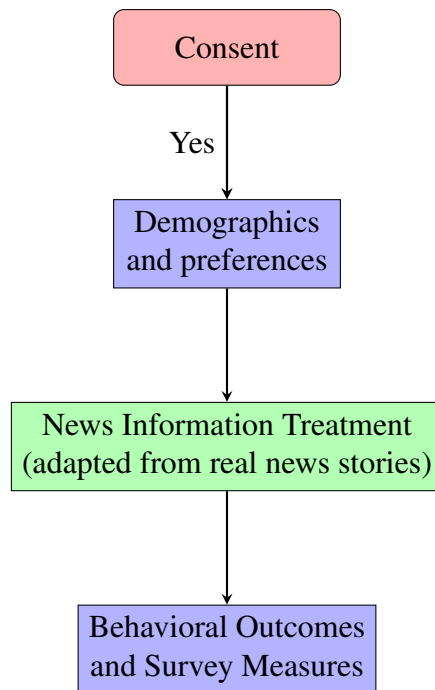 Consent
Yes
Demographics
and preferences
News Information Treatment
(adapted from real news stories)
Behavioral Outcomes
and Survey Measures